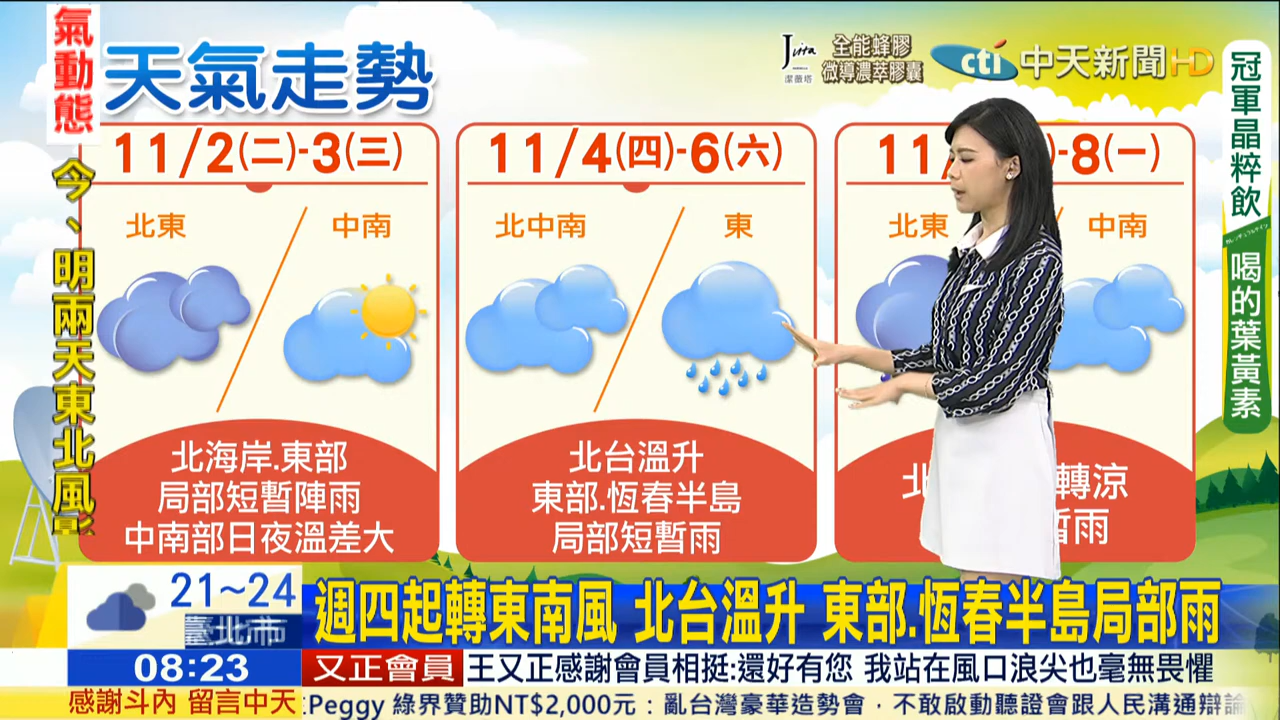 氣動態
天氣走勢
Jvita
潔薇塔
全能蜂膠
微導濃萃膠囊
cti 中天新聞HD
冠軍晶粹飲
喝的葉黃素
今、明兩天東北風
11/2(二)-3(三)
北東
中南
北海岸.東部
局部短暫陣雨
中南部日夜溫差大
11/4(四)-6(六)
北中南
東
北台溫升
東部.恆春半島
局部短暫雨
11/
)-8(一)
北東
中南
北
轉涼
暫雨
21~24
臺北市
週四起轉東南風 北台溫升 東部.恆春半島局部雨
08:23
又正會員
王又正感謝會員相挺:還好有您 我站在風口浪尖也毫無畏懼
感謝斗內 留言中天
Peggy 綠界贊助NT$2,000元：亂台灣豪華造勢會，不敢啟動聽證會跟人民溝通辯論